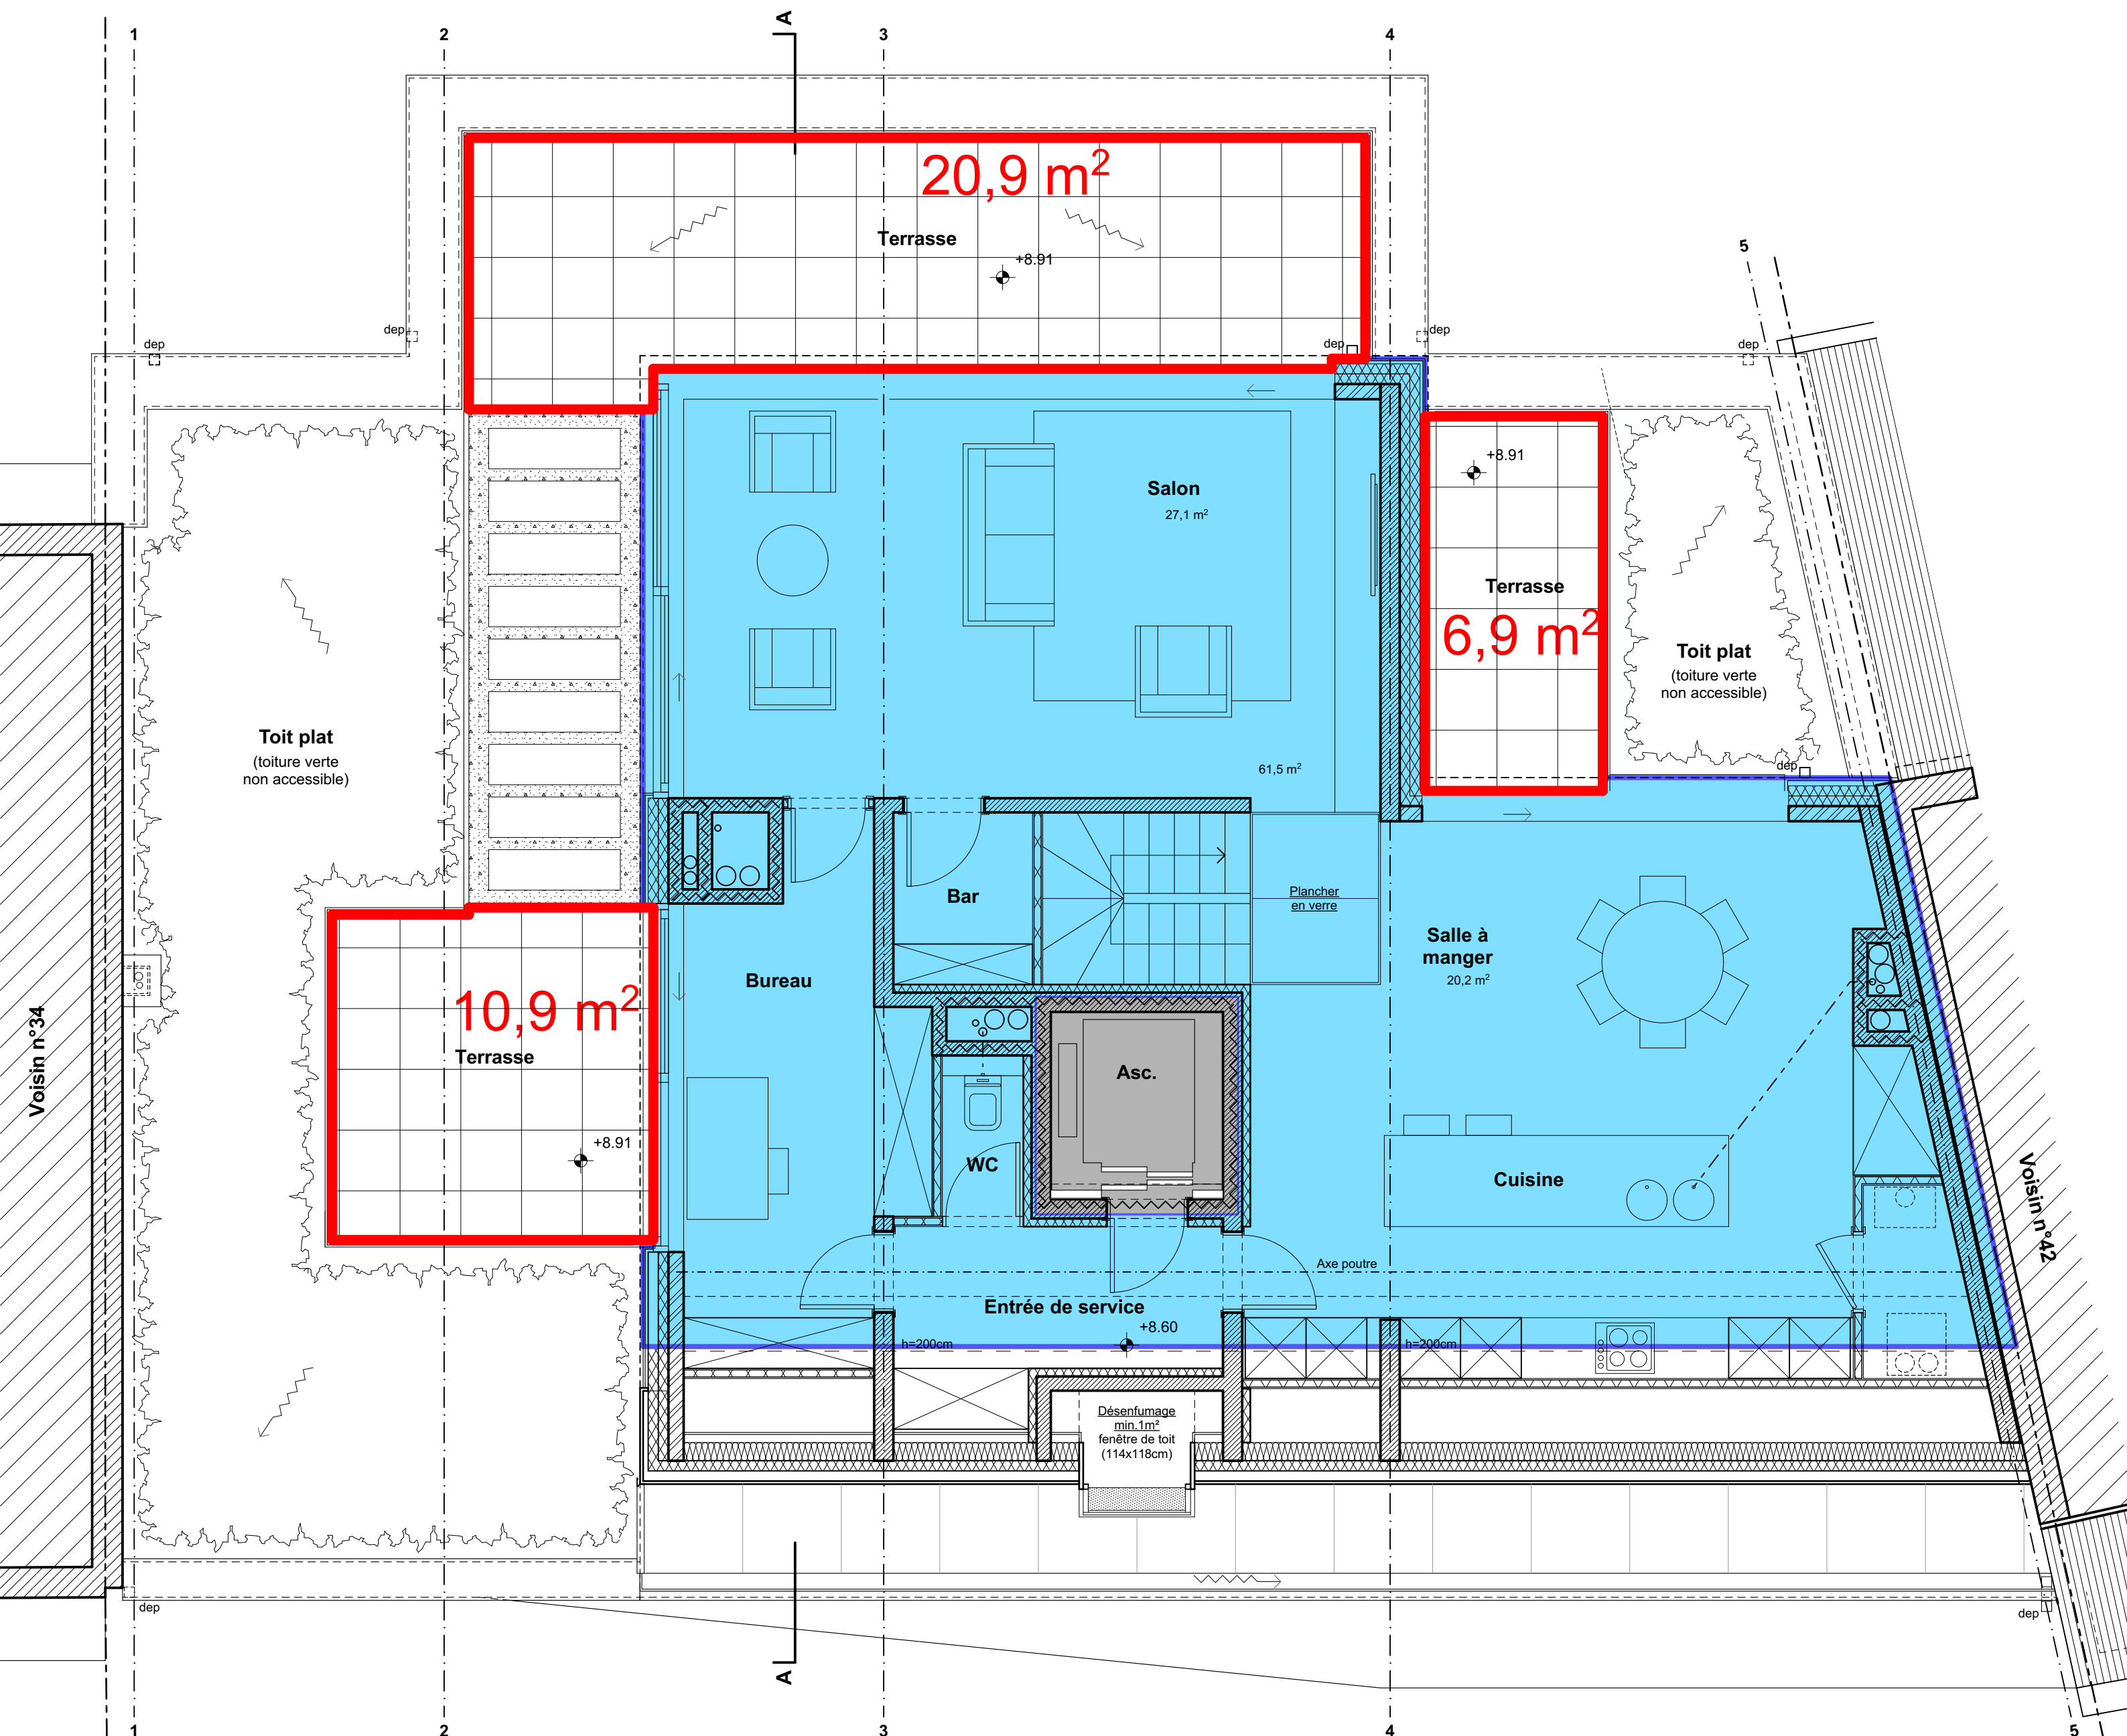 A
1
2
3
4
20,9 m²
Terrasse
+8.91
5
dep
dep
dep
dep
dep
+8.91
Salon
27,1 m²
Terrasse
6,9 m²
Toit plat
(toiture verte
non accessible)
Toit plat
(toiture verte
non accessible)
61,5 m²
dep
Bar
Plancher
en verre
Salle à
manger
20,2 m²
Bureau
10,9 m²
Terrasse
Voisin n°34
Asc.
+8.91
WC
Cuisine
Voisin n°42
Axe poutre
Entrée de service
+8.60
h=200cm
h=200cm
Désenfumage
min.1m²
fenêtre de toit
(114x118cm)
dep
dep
A
1
2
3
4
5